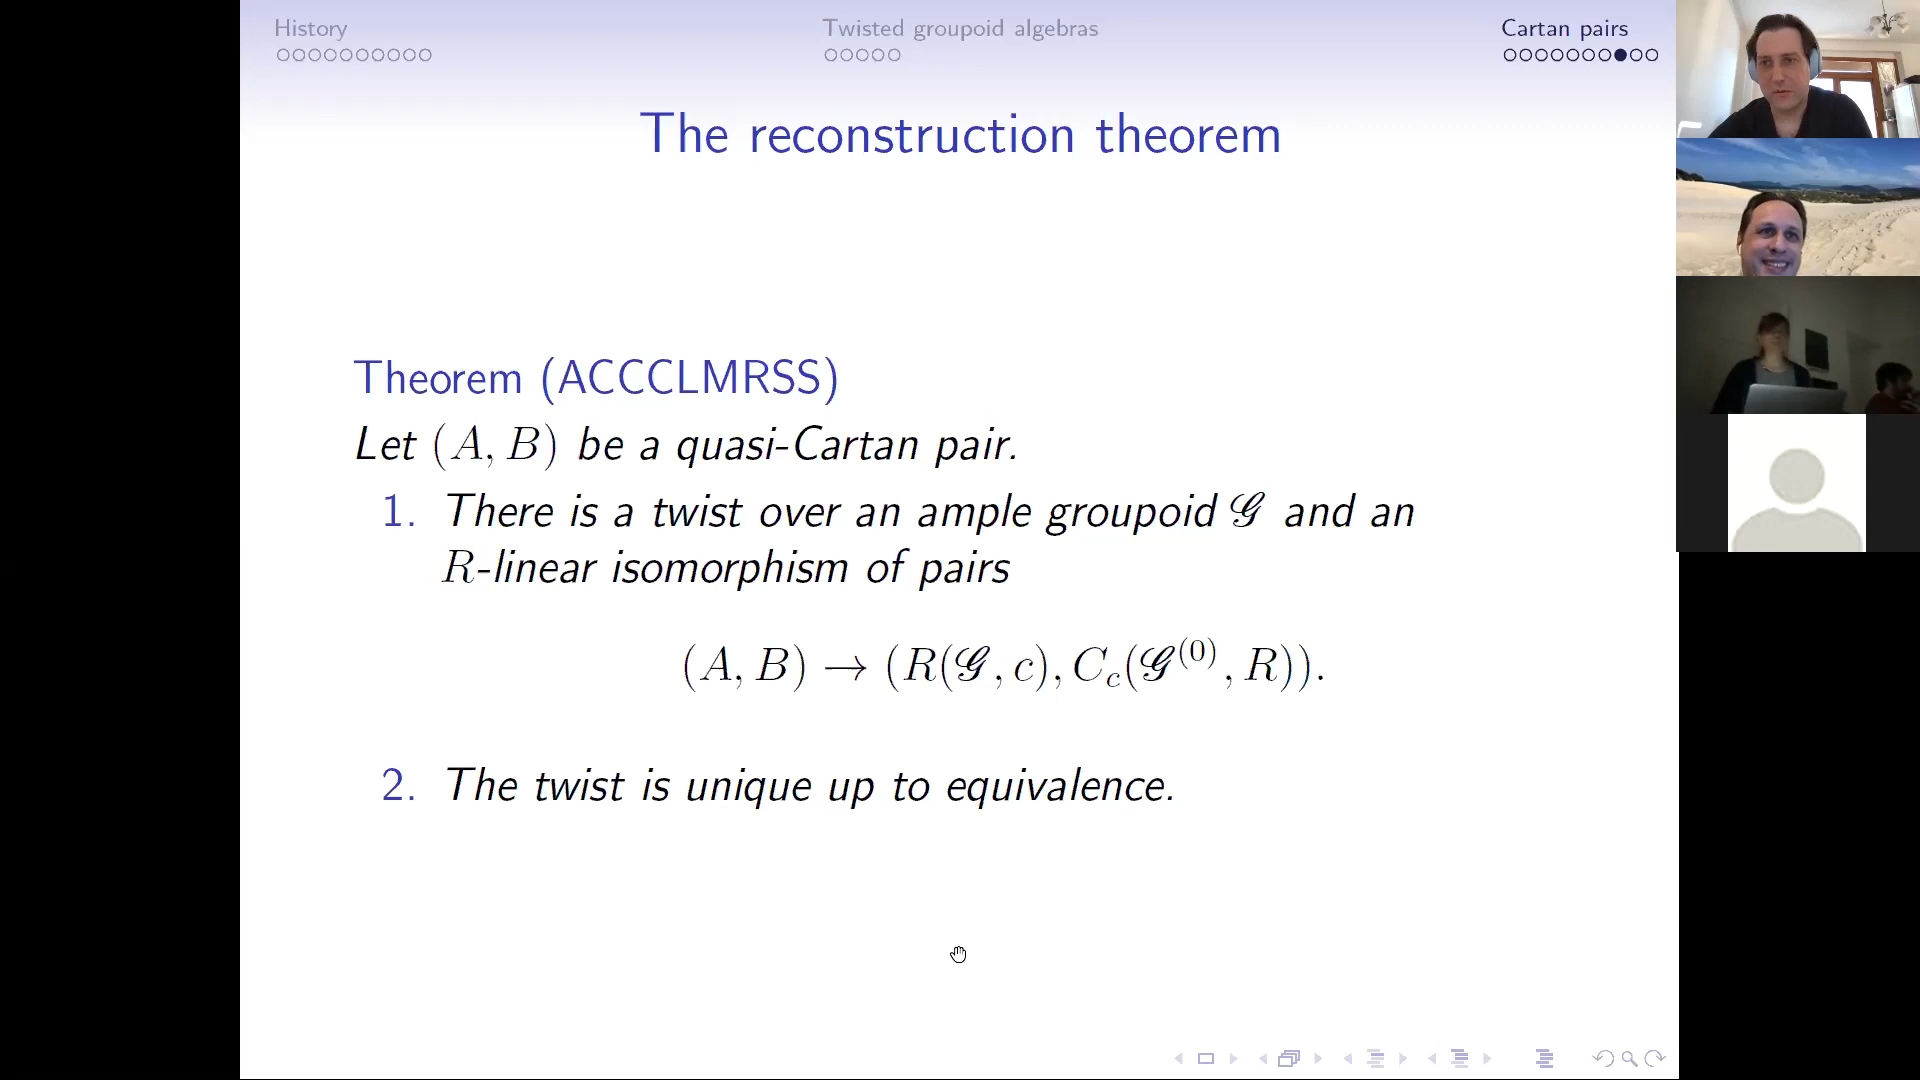 History
Twisted groupoid algebras
Cartan pairs
The reconstruction theorem
Theorem (ACCCLMRSS)
Let (A, B) be a quasi-Cartan pair.
1. There is a twist over an ample groupoid 𝒢 and an
R-linear isomorphism of pairs
(A, B) → (R(𝒢, c), C_c(𝒢^{(0)}, R)).
2. The twist is unique up to equivalence.